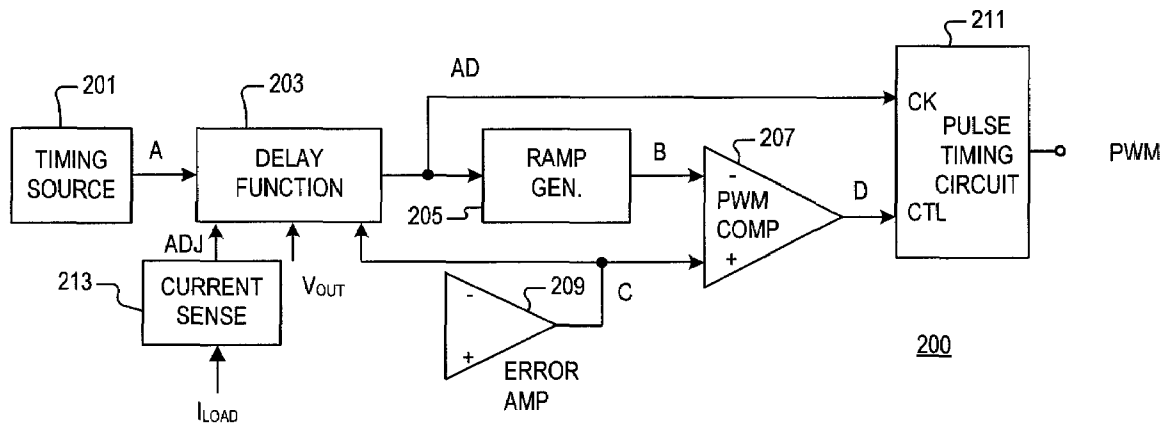 211
201
203
AD
CK
PULSE
TIMING
CIRCUIT
CTL
PWM
TIMING
SOURCE
A
DELAY
FUNCTION
RAMP
GEN.
205
B
207
-
PWM
COMP
+
D
ADJ
213
CURRENT
SENSE
VOUT
-
+
209
C
ERROR
AMP
200
ILOAD